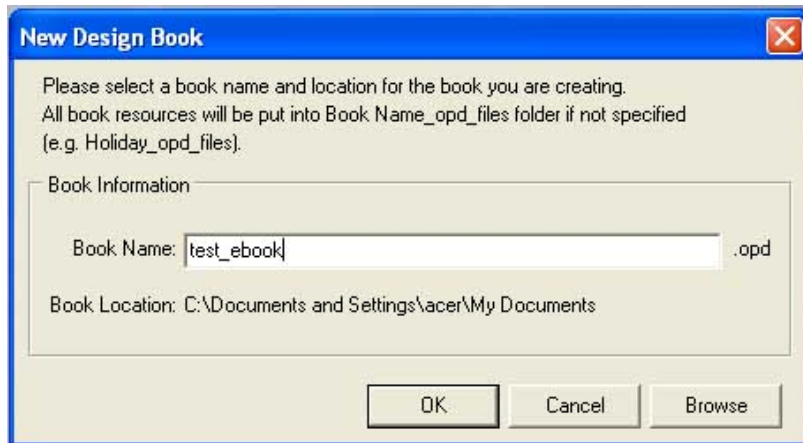 New Design Book
Please select a book name and location for the book you are creating.
All book resources will be put into Book Name_opd_files folder if not specified
(e.g. Holiday_opd_files).
Book Information
Book Name: test_ebook .opd
Book Location: C:\Documents and Settings\acer\My Documents
OK Cancel Browse